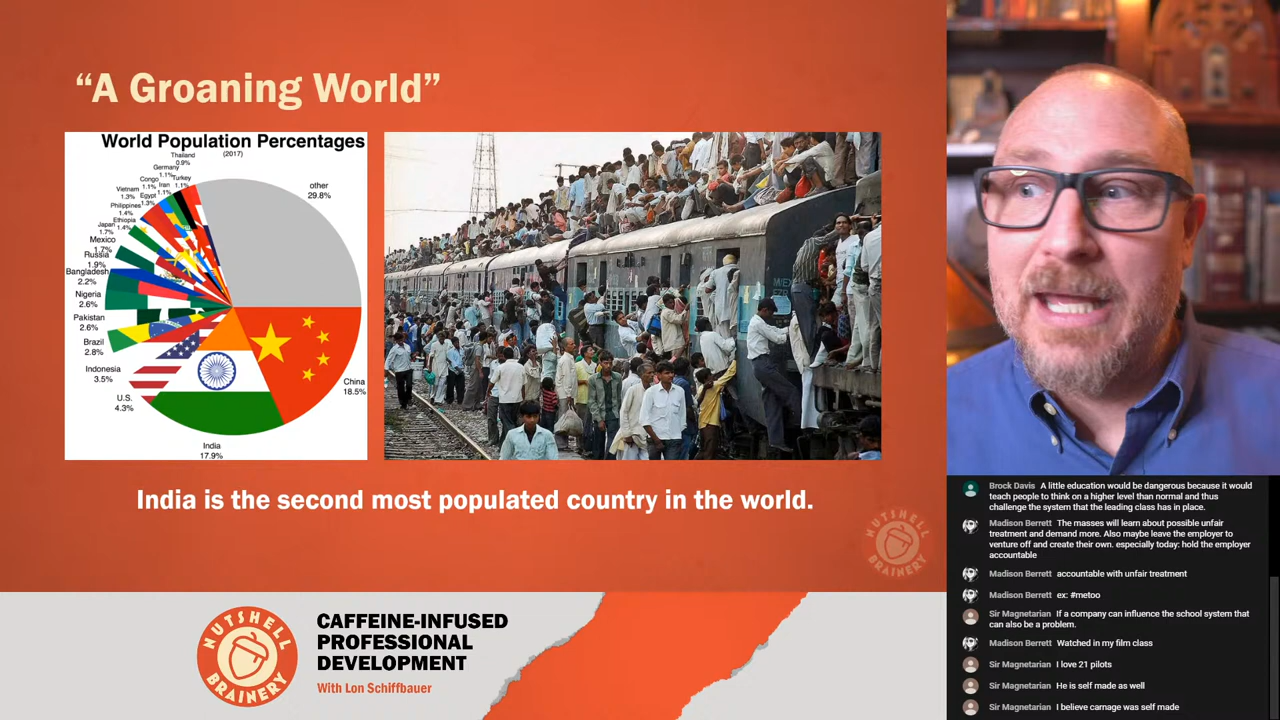 “A Groaning World”
World Population Percentages
(2017)
Thailand
0.9%
Germany
1.1%
Turkey
1.1%
Congo
1.1%
Iran
1.1%
Vietnam
1.3%
Egypt
1.3%
Philippines
1.4%
Ethiopia
1.4%
Japan
1.7%
Mexico
1.7%
Russia
1.9%
Bangladesh
2.2%
Nigeria
2.6%
Pakistan
2.6%
Brazil
2.8%
Indonesia
3.5%
U.S.
4.3%
India
17.9%
China
18.5%
other
29.8%
India is the second most populated country in the world.
NUTSHELL
BRAINERY
NUTSHELL
BRAINERY
CAFFEINE-INFUSED
PROFESSIONAL
DEVELOPMENT
With Lon Schiffbauer
Brock Davis A little education would be dangerous because it would
teach people to think on a higher level than normal and thus
challenge the system that the leading class has in place.
Madison Berrett The masses will learn about possible unfair
treatment and demand more. Also maybe leave the employer to
venture off and create their own. especially today: hold the employer
accountable
Madison Berrett accountable with unfair treatment
Madison Berrett ex: #metoo
Sir Magnetarian If a company can influence the school system that
can also be a problem.
Madison Berrett Watched in my film class
Sir Magnetarian I love 21 pilots
Sir Magnetarian He is self made as well
Sir Magnetarian I believe carnage was self made